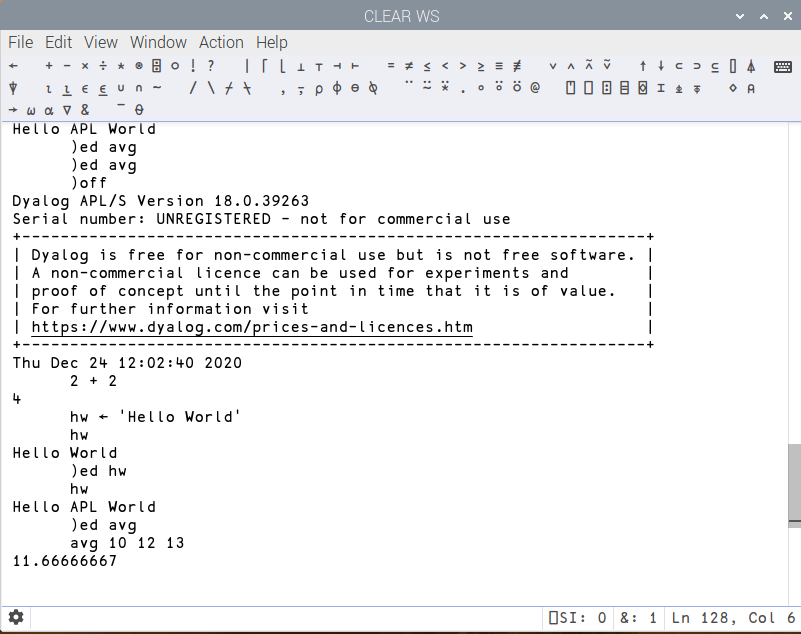 CLEAR WS
File Edit View Window Action Help
← + - × ÷ * ⍟ ⌹ ○ ! ? | ⌈ ⌊ ⊥ ⊤ ⊣ ⊢ = ≠ ≤ < > ≥ ≡ ≢ ∨ ∧ ⍲ ⍱ ↑ ↓ ⊂ ⊃ ⊆ ⌷ ⍋
⍒ ⍳ ⍸ ∊ ⍷ ∪ ∩ ~ / \ ⌿ ⍀ , ⍪ ⍴ ⌽ ⊖ ⍉ ¨ ⍨ ⍣ . ∘ ⍤ ⍥ @ ⍞ ⎕ ⍠ ⌸ ⌺ ⌶ ⍎ ⍕ ⋄ ⍝
→ ⍵ ⍺ ∇ & ¯ ⍬
Hello APL World
      )ed avg
      )ed avg
      )off
Dyalog APL/S Version 18.0.39263
Serial number: UNREGISTERED - not for commercial use
+-----------------------------------------------------------------+
| Dyalog is free for non-commercial use but is not free software. |
| A non-commercial licence can be used for experiments and        |
| proof of concept until the point in time that it is of value.   |
| For further information visit                                   |
| https://www.dyalog.com/prices-and-licences.htm                  |
+-----------------------------------------------------------------+
Thu Dec 24 12:02:40 2020
      2 + 2
4
      hw ← 'Hello World'
      hw
Hello World
      )ed hw
      hw
Hello APL World
      )ed avg
      avg 10 12 13
11.66666667
⎕SI: 0 &: 1 Ln 128, Col 6